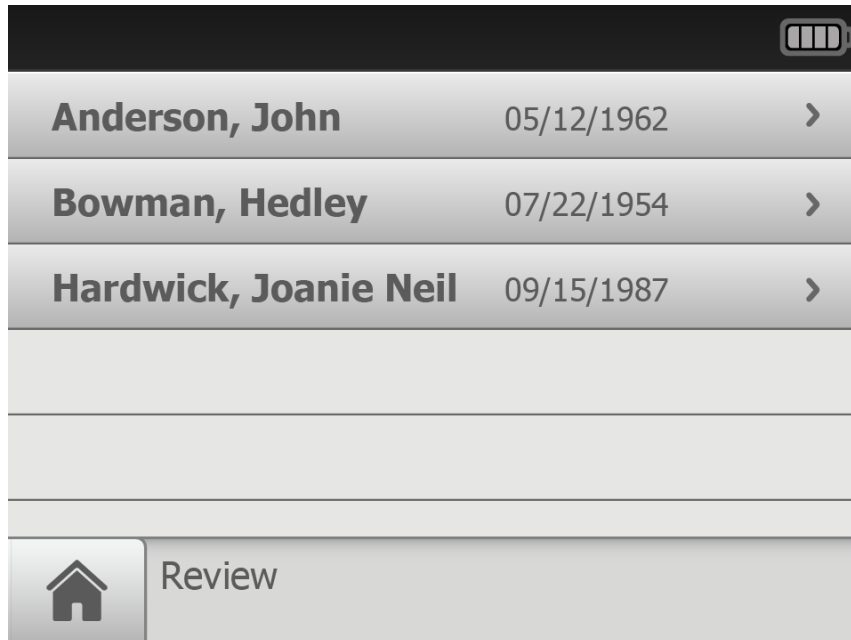 Anderson, John 05/12/1962
Bowman, Hedley 07/22/1954
Hardwick, Joanie Neil 09/15/1987
Review